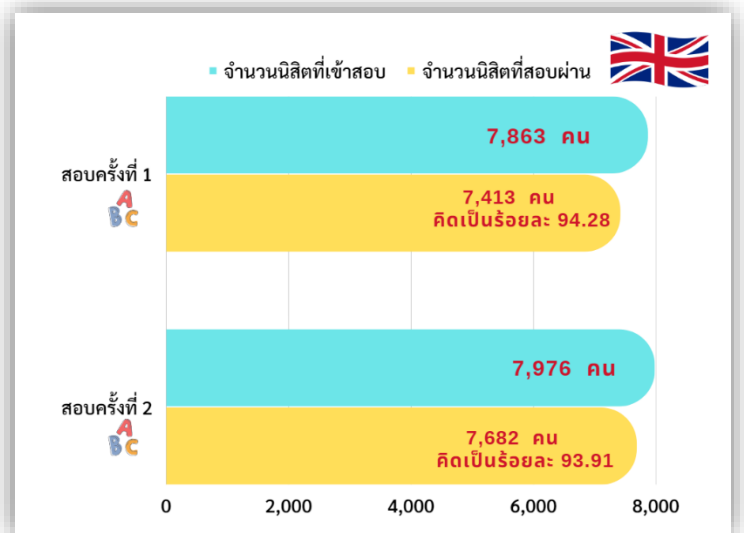 จำนวนนิสิตที่เข้าสอบ จำนวนนิสิตที่สอบผ่าน
สอบครั้งที่ 1
ABC
7,863 คน
7,413 คน
คิดเป็นร้อยละ 94.28
สอบครั้งที่ 2
ABC
7,976 คน
7,682 คน
คิดเป็นร้อยละ 93.91
0 2,000 4,000 6,000 8,000